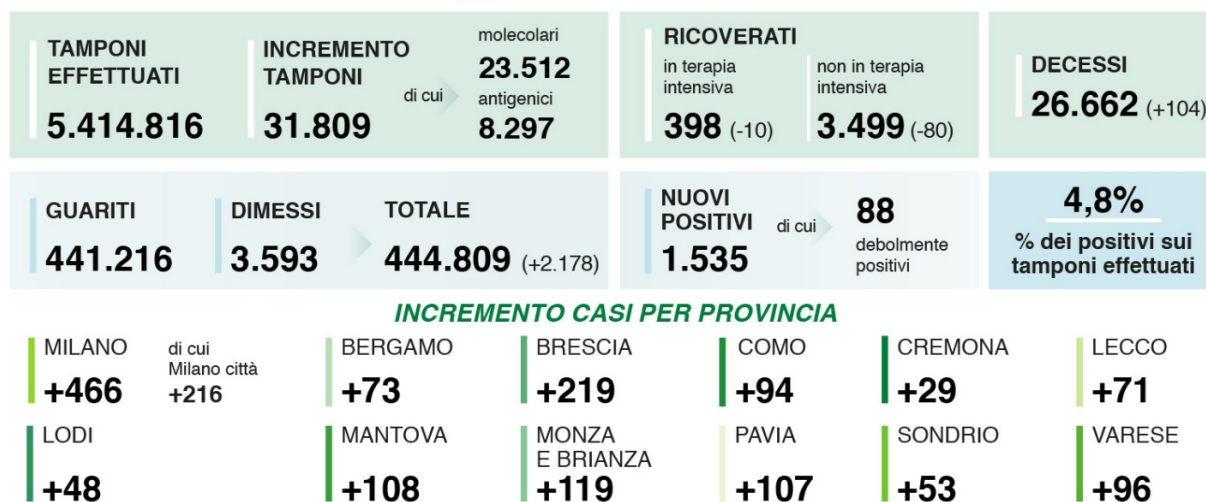 TAMPONI
EFFETTUATI
5.414.816
INCREMENTO
TAMPONI
31.809
di cui
molecolari
23.512
antigenici
8.297
RICOVERATI
in terapia
intensiva
398 (-10)
non in terapia
intensiva
3.499 (-80)
DECESSI
26.662 (+104)
GUARITI
441.216
DIMESSI
3.593
TOTALE
444.809 (+2.178)
NUOVI
POSITIVI
1.535
di cui
88
debolmente
positivi
4,8%
% dei positivi sui
tamponi effettuati
INCREMENTO CASI PER PROVINCIA
MILANO
+466
di cui
Milano città
+216
BERGAMO
+73
BRESCIA
+219
COMO
+94
CREMONA
+29
LECCO
+71
LODI
+48
MANTOVA
+108
MONZA
E BRIANZA
+119
PAVIA
+107
SONDRIO
+53
VARESE
+96